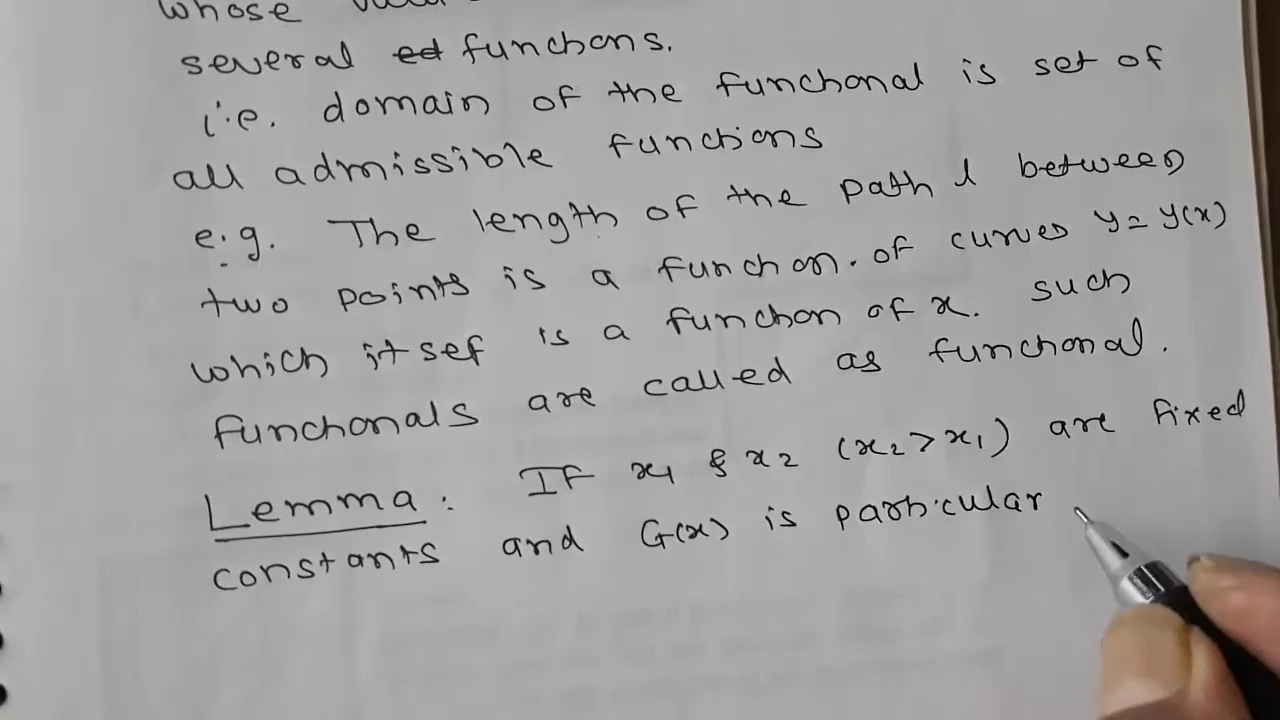 whose
several functions.
i.e. domain of the functional is set of
all admissible functions
e.g. The length of the path l between
two points is a function. of curves y=y(x)
which itsef is a function of x. such
functionals are called as functional.
Lemma: If x1 & x2 (x2>x1) are fixed
constants and G(x) is particular